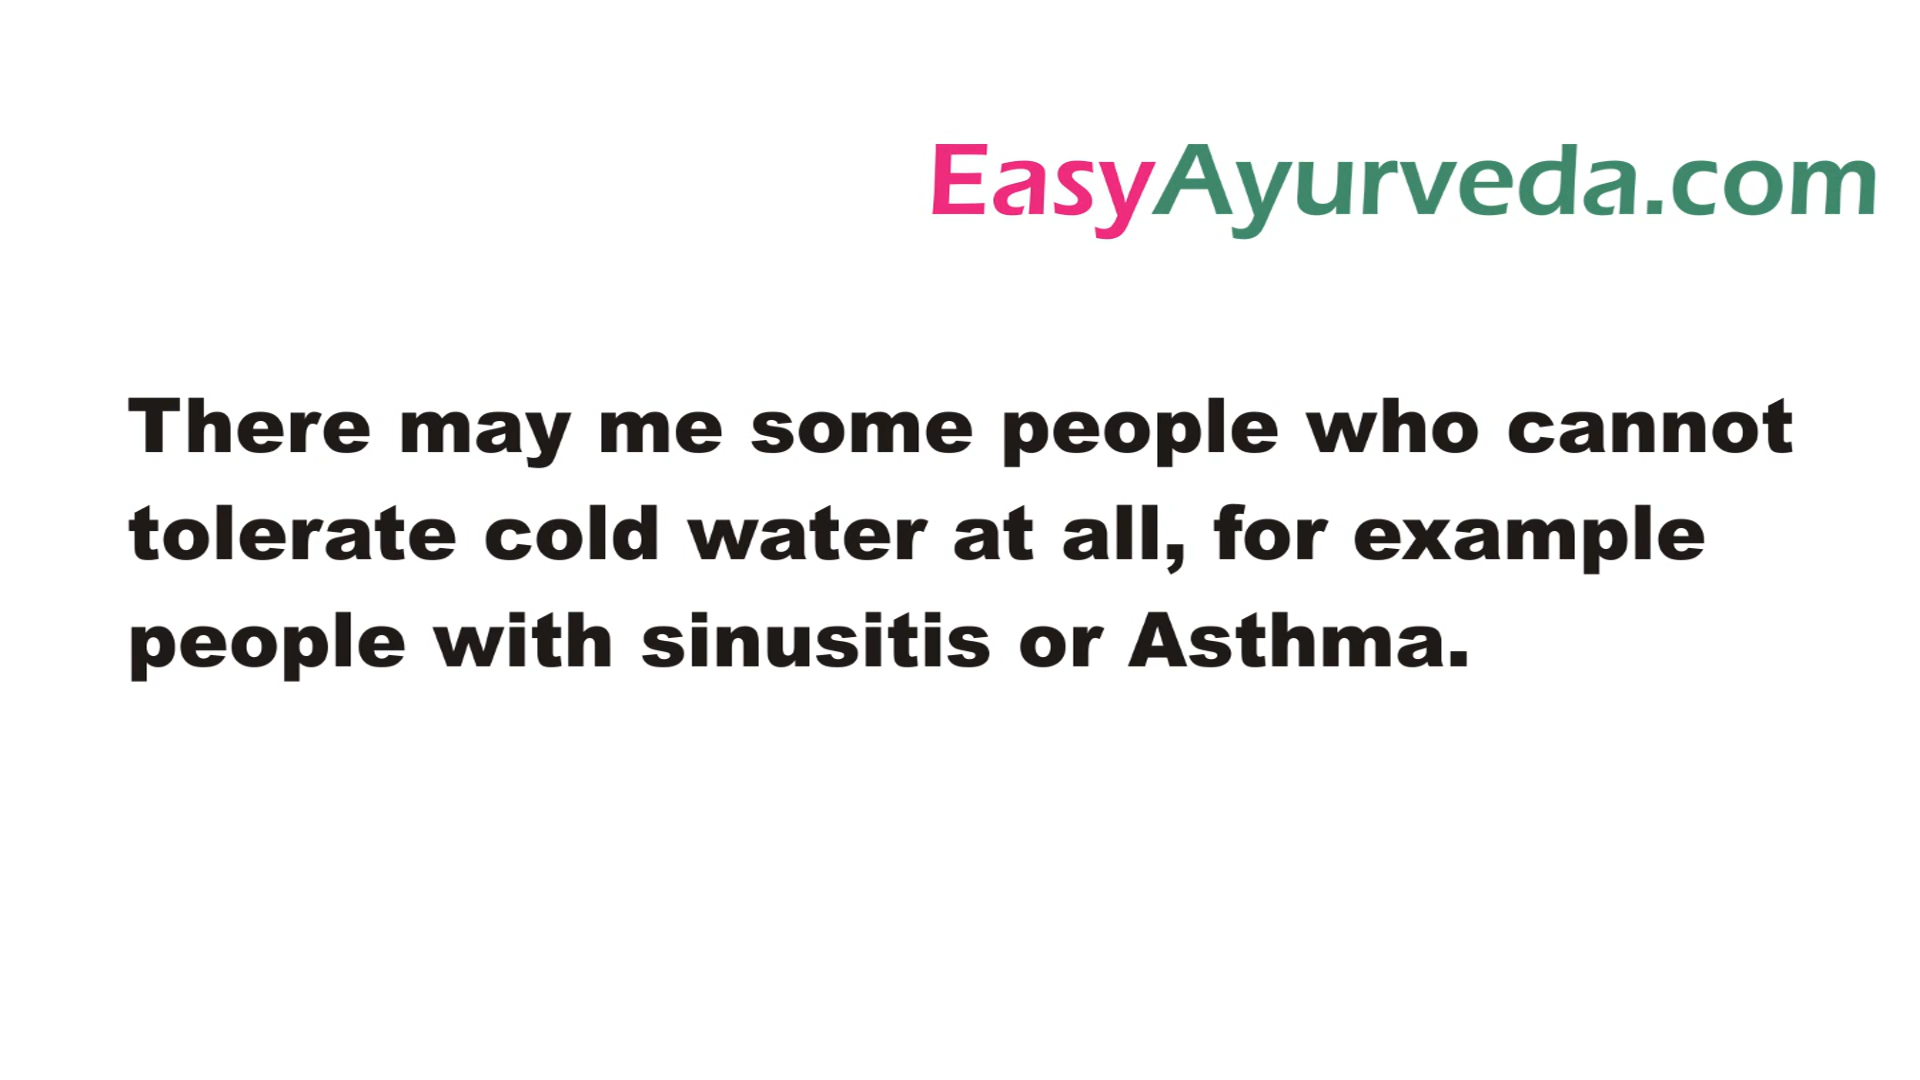 EasyAyurveda.com
There may me some people who cannot
tolerate cold water at all, for example
people with sinusitis or Asthma.